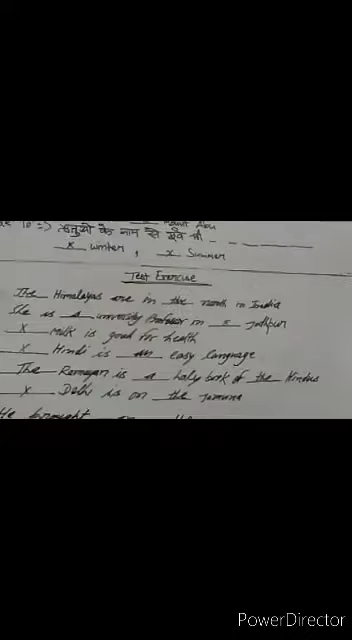 ऋतुओं के नाम से पूर्व भी - -
x winter, x Summer
Test Exercise
The Himalayas are in the north in India
She is a university Professor in x Jodhpur
x Milk is good for health
x Hindi is an easy language
The Ramayan is a holy book of the Hindus
x Delhi is on the Jamuna
He brought an
PowerDirector